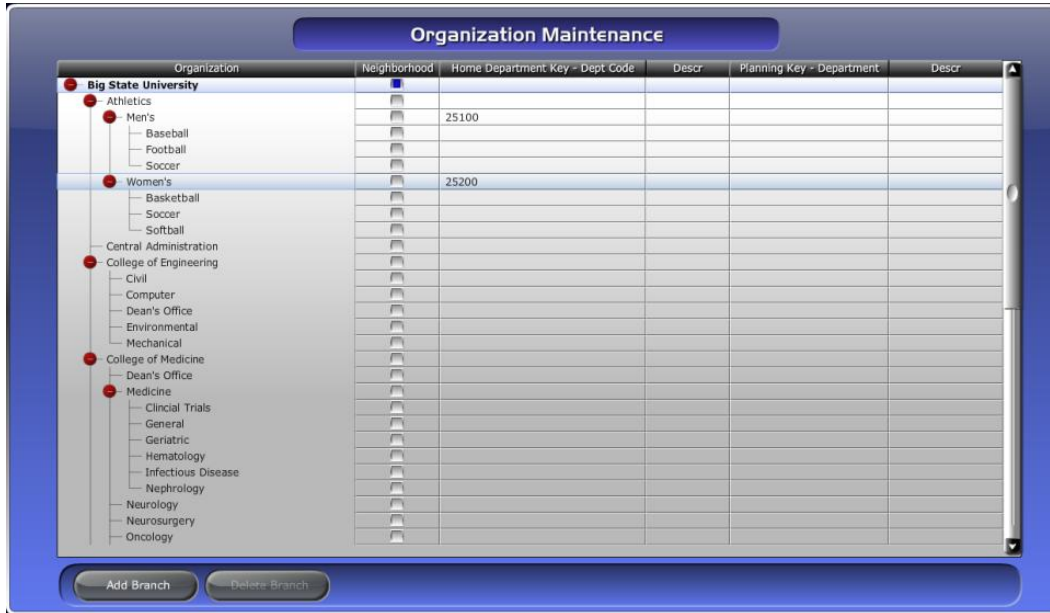 Organization Maintenance
Organization Neighborhood Home Department Key - Dept Code Descr Planning Key - Department Descr
Big State University
Athletics
Men's 25100
Baseball
Football
Soccer
Women's 25200
Basketball
Soccer
Softball
Central Administration
College of Engineering
Civil
Computer
Dean's Office
Environmental
Mechanical
College of Medicine
Dean's Office
Medicine
Clincial Trials
General
Geriatric
Hematology
Infectious Disease
Nephrology
Neurology
Neurosurgery
Oncology
Add Branch Delete Branch